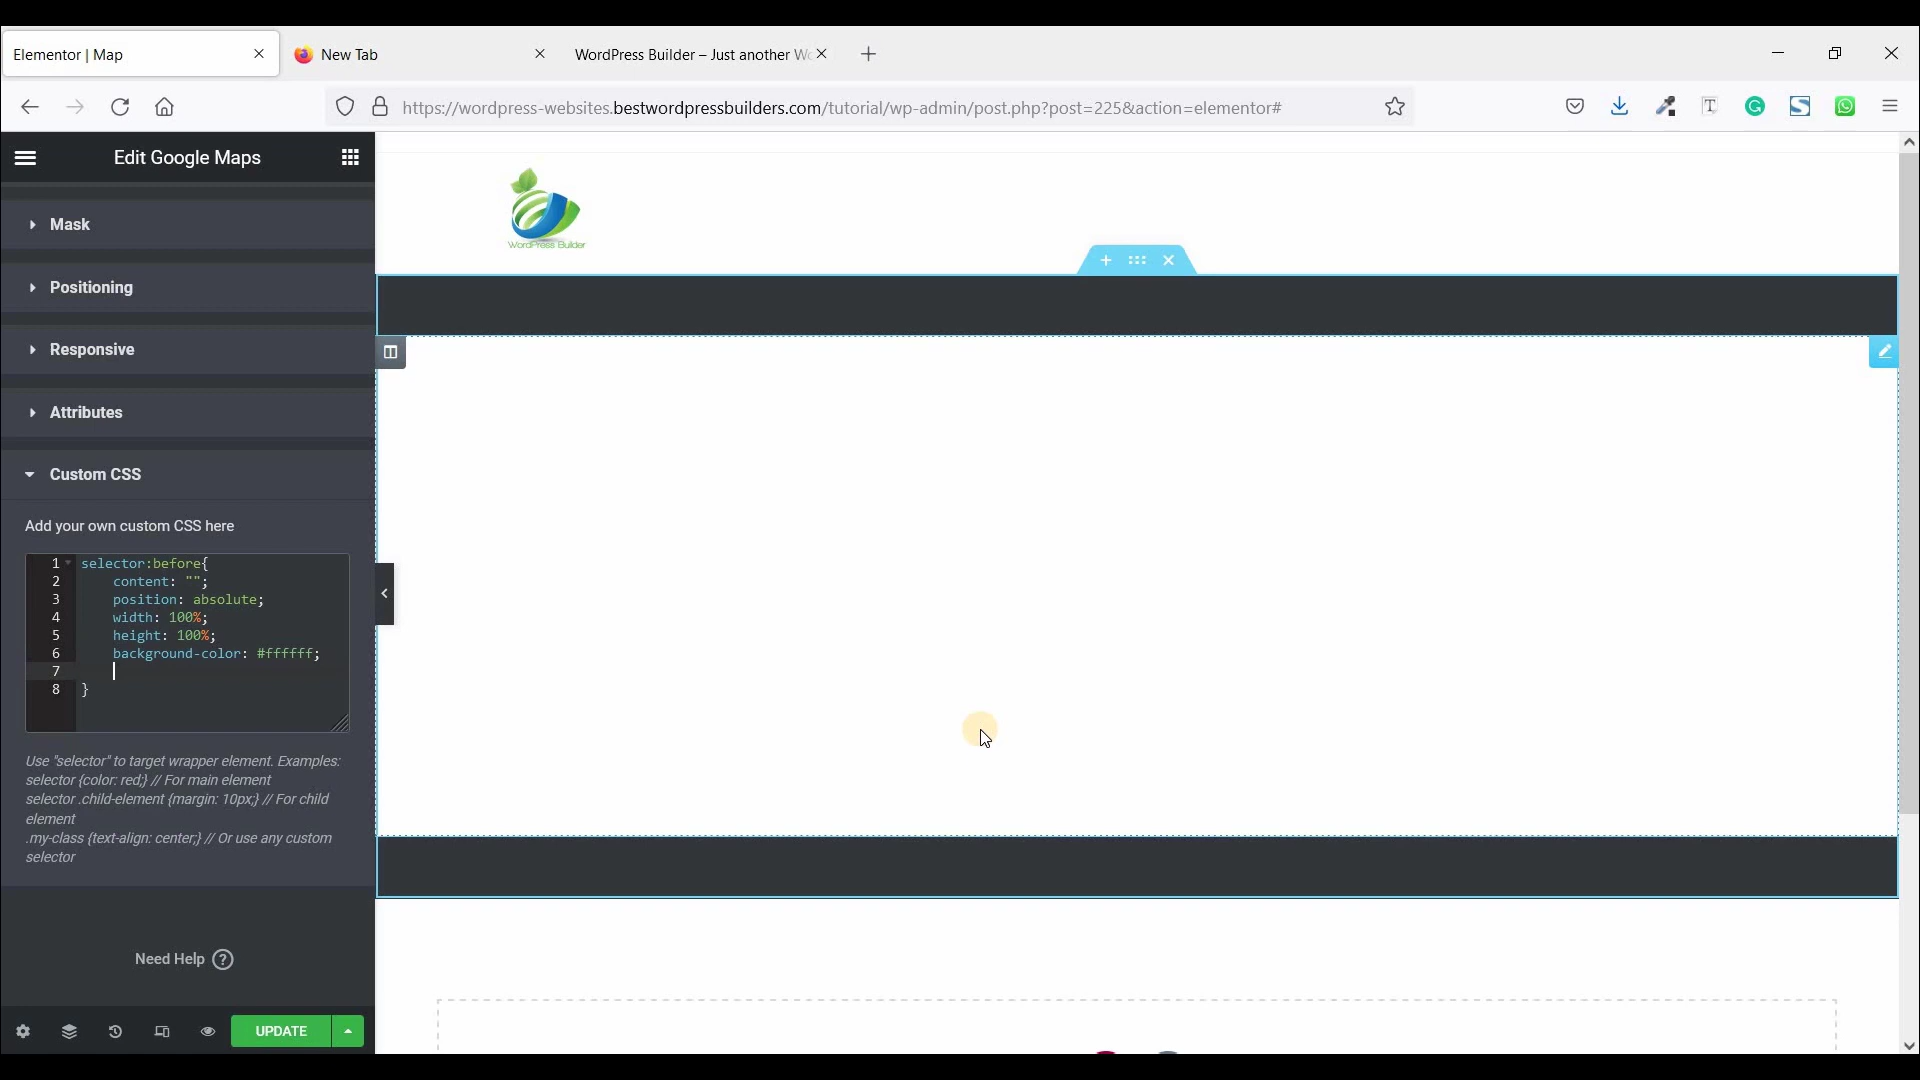 Elementor | Map
New Tab
WordPress Builder – Just another Wo
https://wordpress-websites.bestwordpressbuilders.com/tutorial/wp-admin/post.php?post=225&action=elementor#
Edit Google Maps
WordPress Builder
Mask
Positioning
Responsive
Attributes
Custom CSS
Add your own custom CSS here
1 selector:before{
2 content: "";
3 position: absolute;
4 width: 100%;
5 height: 100%;
6 background-color: #ffffff;
7
8 }
Use "selector" to target wrapper element. Examples:
selector {color: red;} // For main element
selector .child-element {margin: 10px;} // For child
element
.my-class {text-align: center;} // Or use any custom
selector
Need Help ?
UPDATE